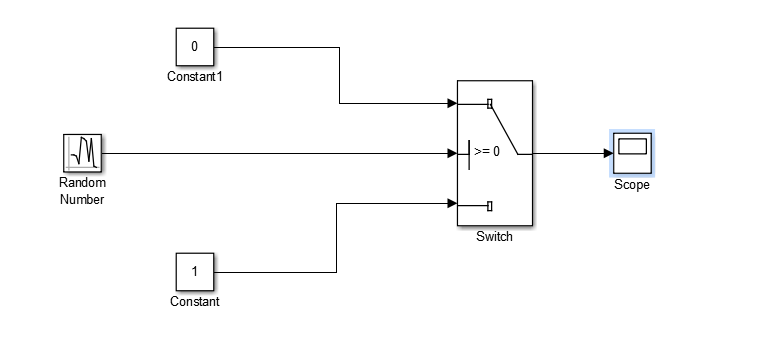 0
Constant1
>= 0
Random
Number
Scope
Switch
1
Constant